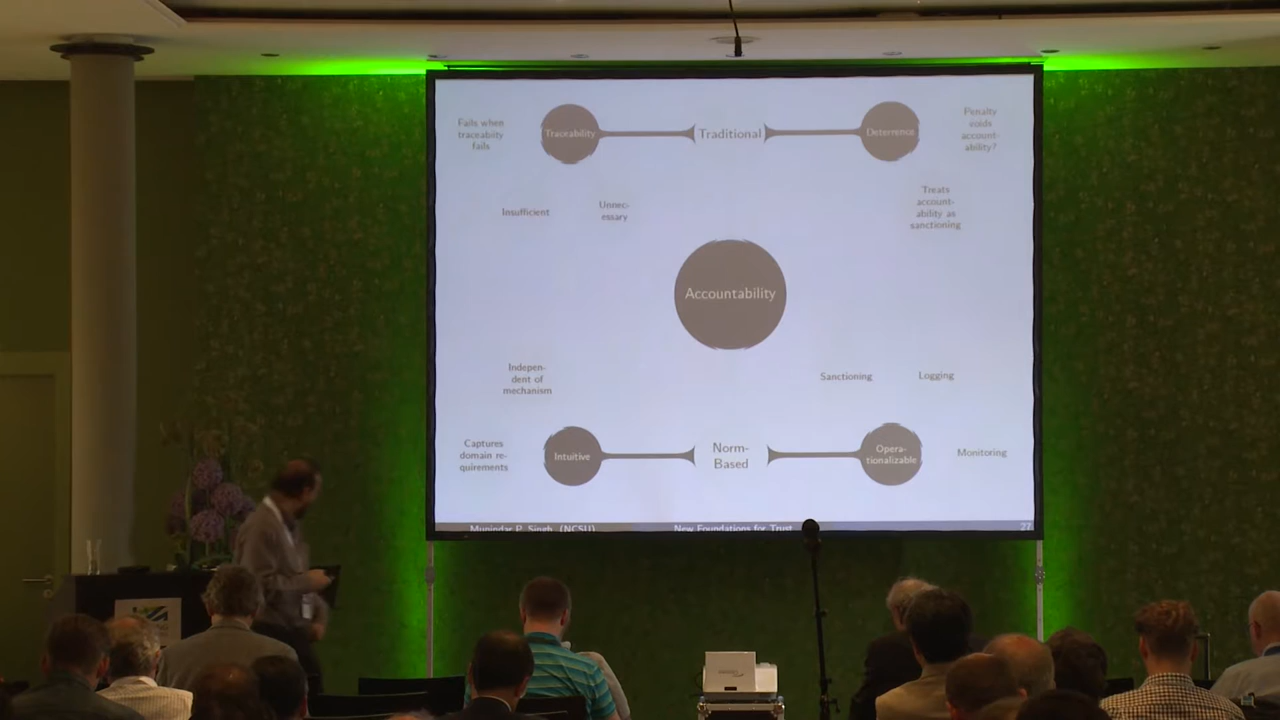 Fails when
traceabity
fails
Traceability
Traditional
Deterrence
Penalty
voids
account-
ability?
Insufficient
Unnec-
essary
Treats
account-
ability as
sanctioning
Accountability
Indepen-
dent of
mechanism
Sanctioning
Logging
Captures
domain re-
quirements
Intuitive
Norm-
Based
Opera-
tionalizable
Monitoring
Munindar P. Singh (NCSU)
New Foundations for Trust
27